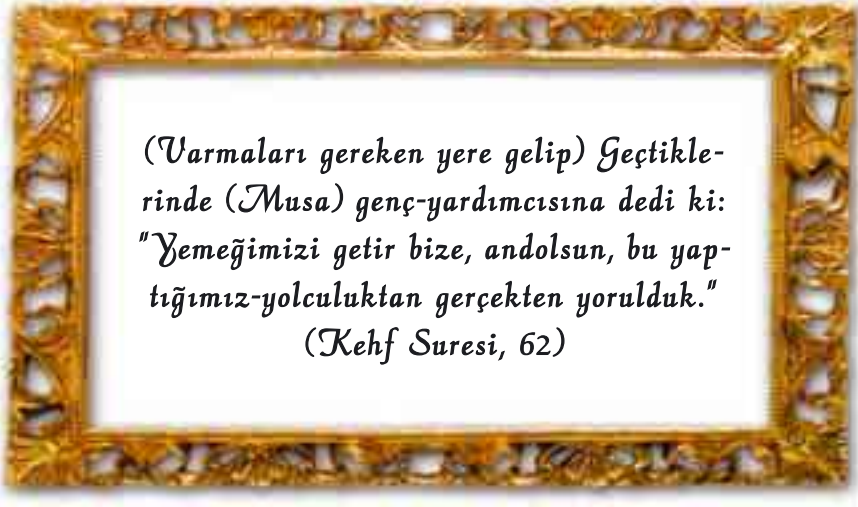 (Varmaları gereken yere gelip) Geçtikle-
rinde (Musa) genç-yardımcısına dedi ki:
"Yemeğimizi getir bize, andolsun, bu yap-
tığımız-yolculuktan gerçekten yorulduk."
(Kehf Suresi, 62)